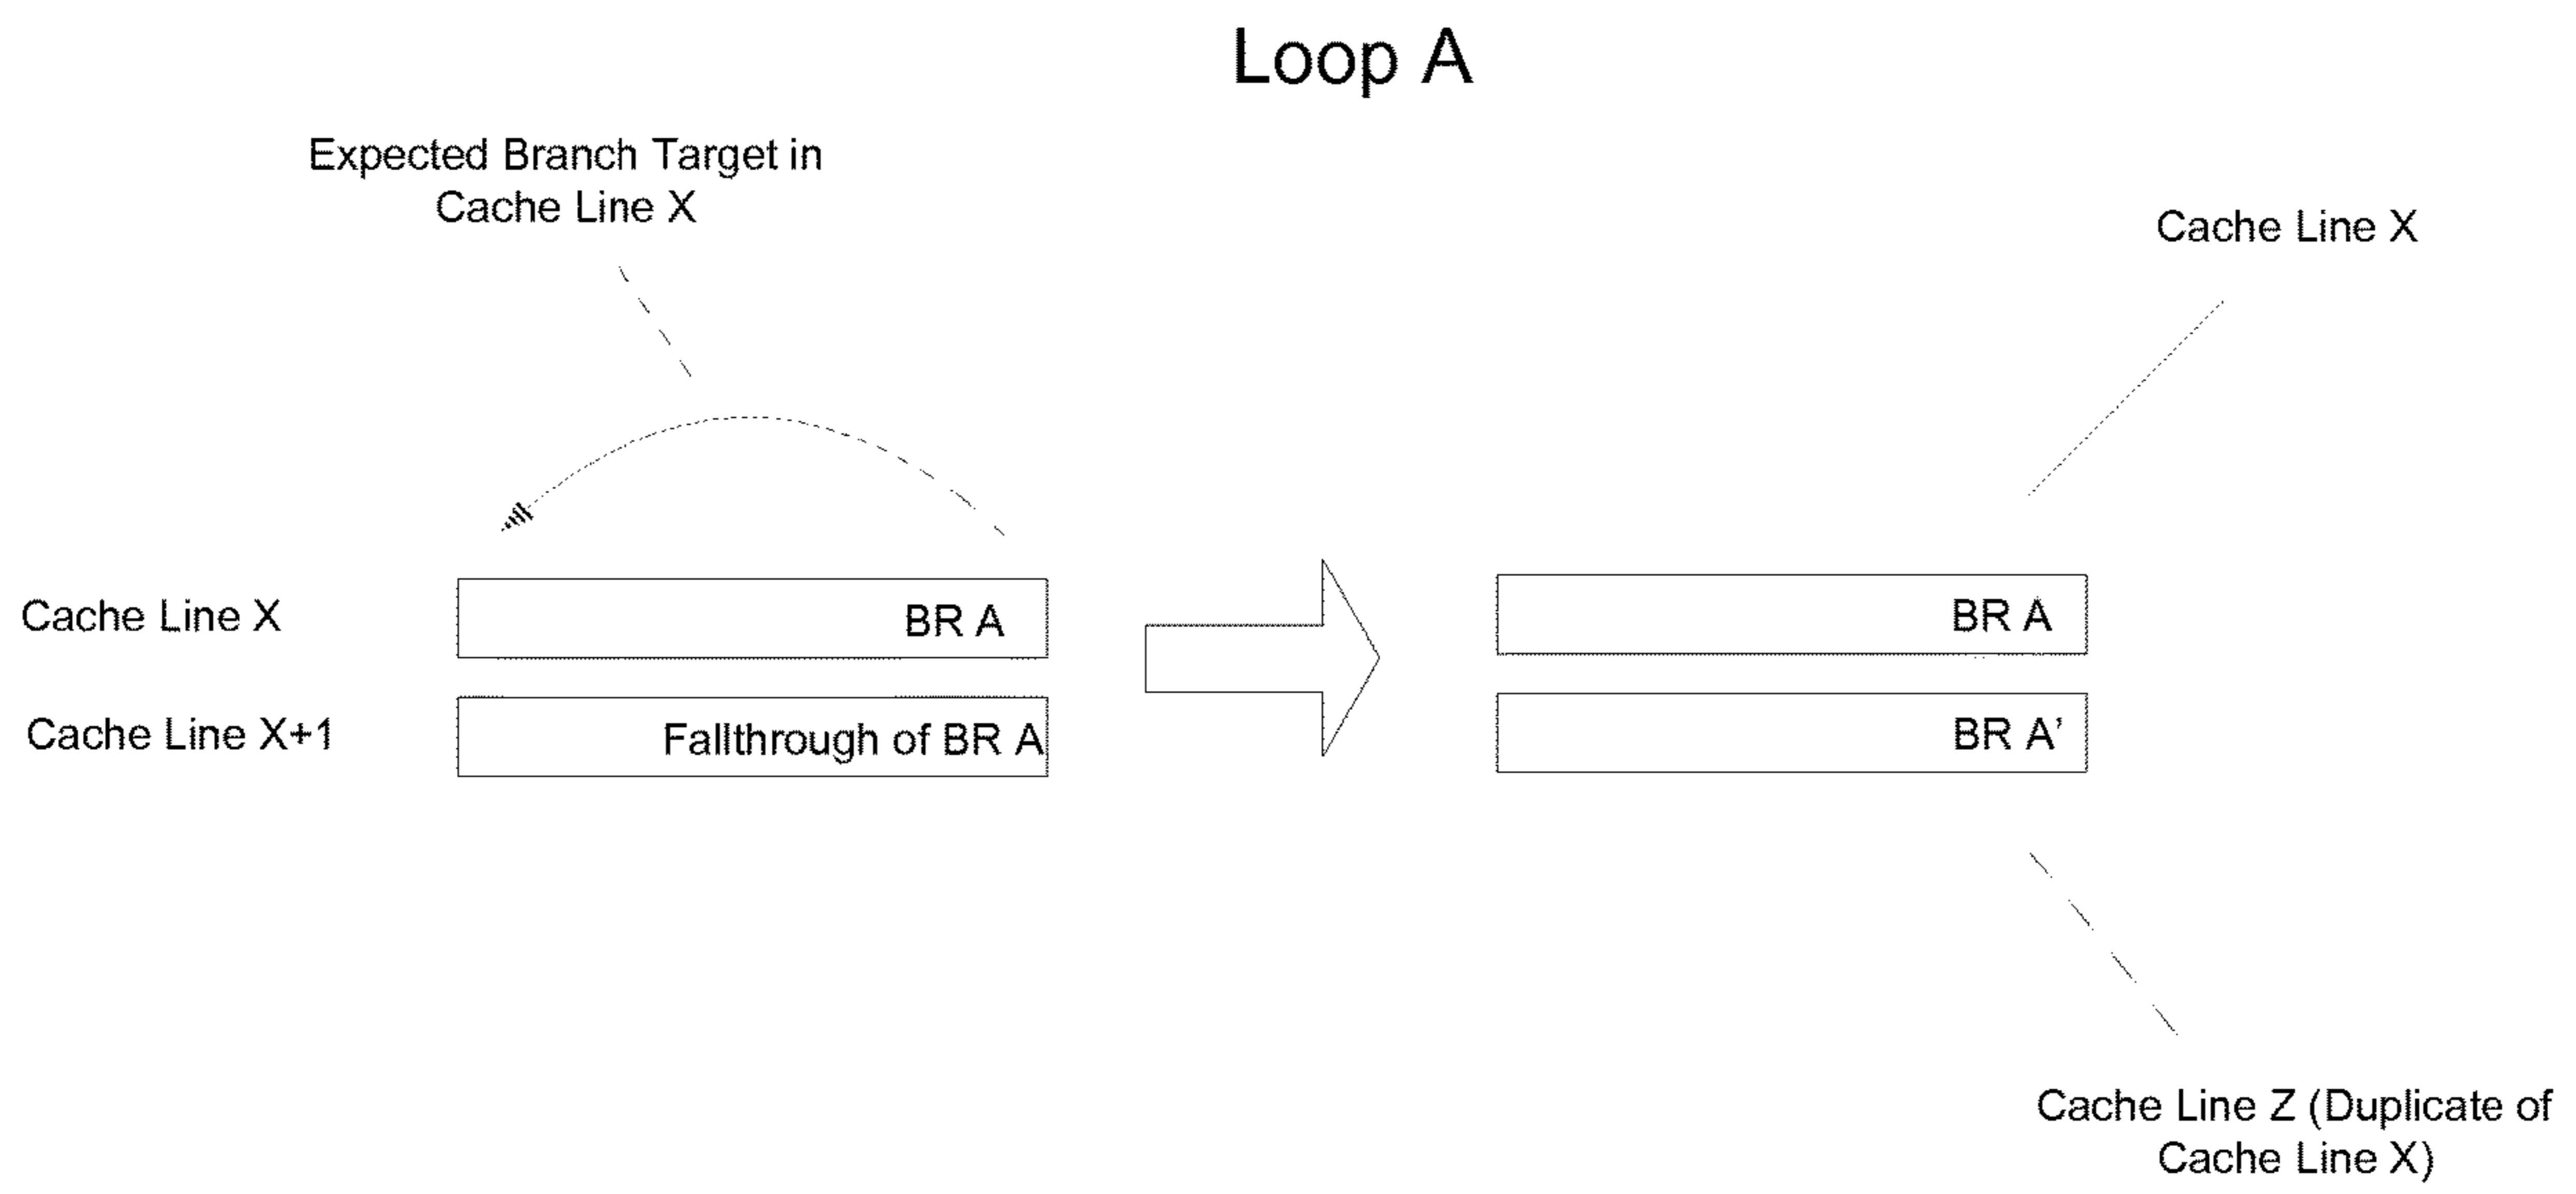 Loop A
Expected Branch Target in
Cache Line X
Cache Line X
Cache Line X
BR A
BR A
Cache Line X+1
Fallthrough of BR A
BR A’
Cache Line Z (Duplicate of
Cache Line X)